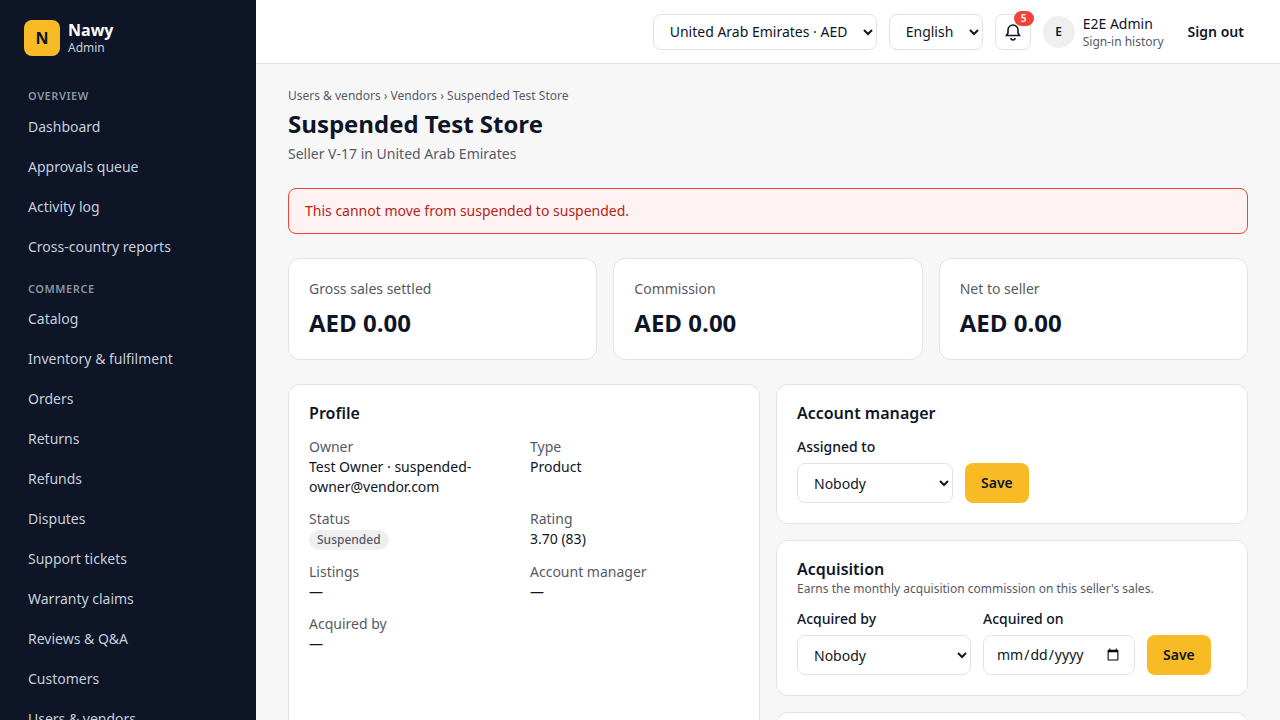 N
Nawy
Admin
OVERVIEW
Dashboard
Approvals queue
Activity log
Cross-country reports
COMMERCE
Catalog
Inventory & fulfilment
Orders
Returns
Refunds
Disputes
Support tickets
Warranty claims
Reviews & Q&A
Customers
Users & vendors
United Arab Emirates · AED
English
5
E
E2E Admin
Sign-in history
Sign out
Users & vendors › Vendors › Suspended Test Store
Suspended Test Store
Seller V-17 in United Arab Emirates
This cannot move from suspended to suspended.
Gross sales settled
AED 0.00
Commission
AED 0.00
Net to seller
AED 0.00
Profile
Owner
Test Owner · suspended-
owner@vendor.com
Type
Product
Status
Suspended
Rating
3.70 (83)
Listings
—
Account manager
—
Acquired by
—
Account manager
Assigned to
Nobody
Save
Acquisition
Earns the monthly acquisition commission on this seller's sales.
Acquired by
Acquired on
Nobody
mm/dd/yyyy
Save